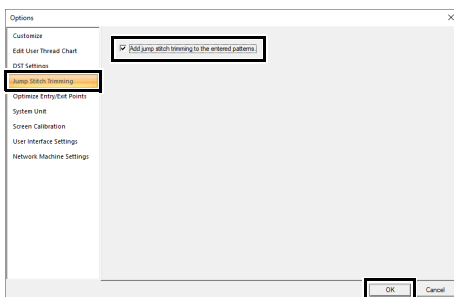 Options
Customize
Edit User Thread Chart
DST Settings
Jump Stitch Trimming
Optimize Entry/Exit Points
System Unit
Screen Calibration
User Interface Settings
Network Machine Settings
Add jump stitch trimming to the entered patterns.
OK
Cancel